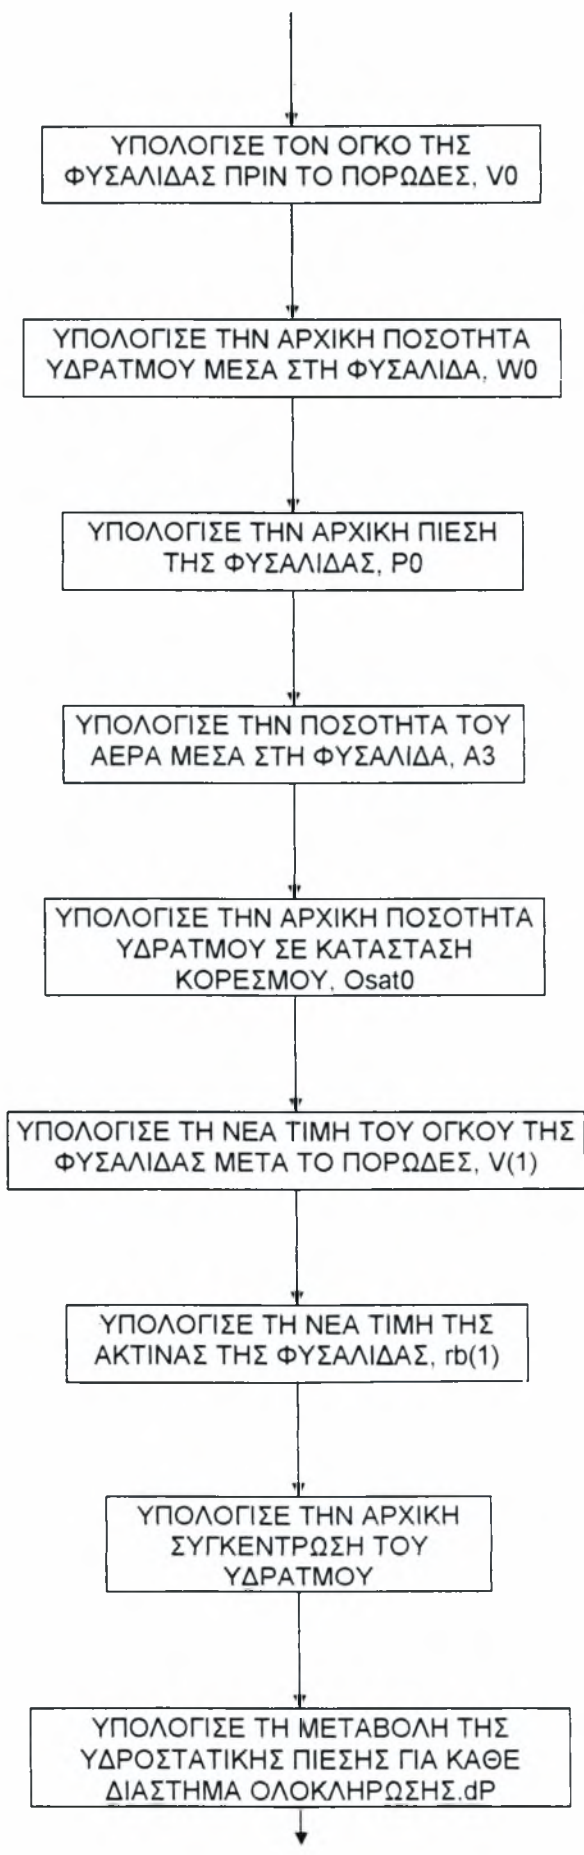 ΥΠΟΛΟΓΙΣΕ ΤΟΝ ΟΓΚΟ ΤΗΣ
ΦΥΣΑΛΙΔΑΣ ΠΡΙΝ ΤΟ ΠΟΡΩΔΕΣ, V0
ΥΠΟΛΟΓΙΣΕ ΤΗΝ ΑΡΧΙΚΗ ΠΟΣΟΤΗΤΑ
ΥΔΡΑΤΜΟΥ ΜΕΣΑ ΣΤΗ ΦΥΣΑΛΙΔΑ, W0
ΥΠΟΛΟΓΙΣΕ ΤΗΝ ΑΡΧΙΚΗ ΠΙΕΣΗ
ΤΗΣ ΦΥΣΑΛΙΔΑΣ, P0
ΥΠΟΛΟΓΙΣΕ ΤΗΝ ΠΟΣΟΤΗΤΑ ΤΟΥ
ΑΕΡΑ ΜΕΣΑ ΣΤΗ ΦΥΣΑΛΙΔΑ, A3
ΥΠΟΛΟΓΙΣΕ ΤΗΝ ΑΡΧΙΚΗ ΠΟΣΟΤΗΤΑ
ΥΔΡΑΤΜΟΥ ΣΕ ΚΑΤΑΣΤΑΣΗ
ΚΟΡΕΣΜΟΥ, Osat0
ΥΠΟΛΟΓΙΣΕ ΤΗ ΝΕΑ ΤΙΜΗ ΤΟΥ ΟΓΚΟΥ ΤΗΣ
ΦΥΣΑΛΙΔΑΣ ΜΕΤΑ ΤΟ ΠΟΡΩΔΕΣ, V(1)
ΥΠΟΛΟΓΙΣΕ ΤΗ ΝΕΑ ΤΙΜΗ ΤΗΣ
ΑΚΤΙΝΑΣ ΤΗΣ ΦΥΣΑΛΙΔΑΣ, rb(1)
ΥΠΟΛΟΓΙΣΕ ΤΗΝ ΑΡΧΙΚΗ
ΣΥΓΚΕΝΤΡΩΣΗ ΤΟΥ
ΥΔΡΑΤΜΟΥ
ΥΠΟΛΟΓΙΣΕ ΤΗ ΜΕΤΑΒΟΛΗ ΤΗΣ
ΥΔΡΟΣΤΑΤΙΚΗΣ ΠΙΕΣΗΣ ΓΙΑ ΚΑΘΕ
ΔΙΑΣΤΗΜΑ ΟΛΟΚΛΗΡΩΣΗΣ.dP